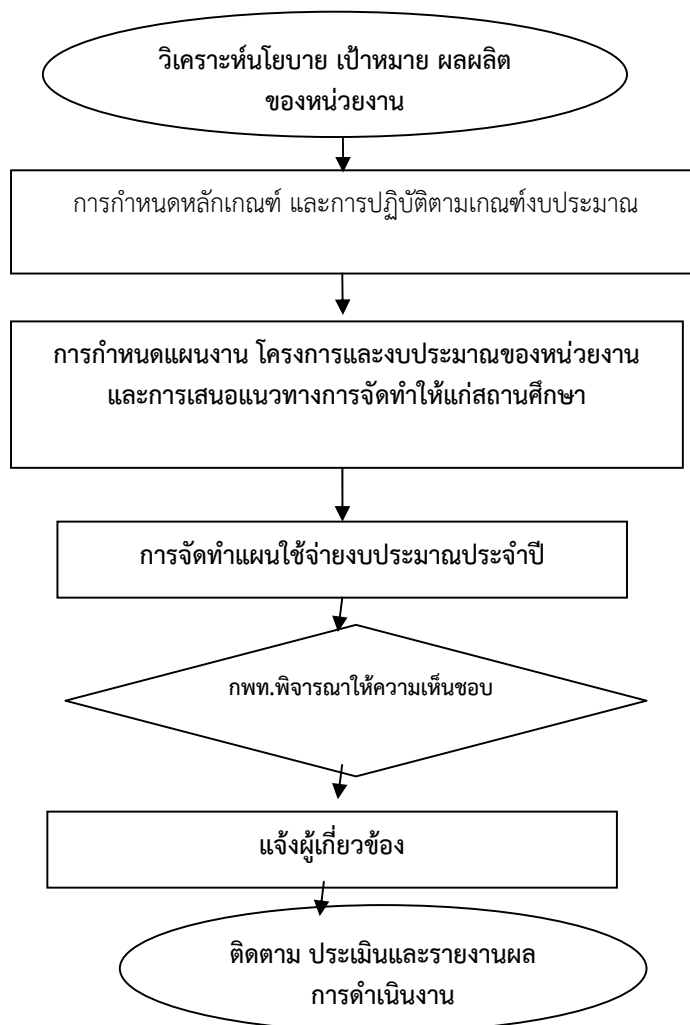 วิเคราะห์นโยบาย เป้าหมาย ผลผลิต
ของหน่วยงาน
การกำหนดหลักเกณฑ์ และการปฏิบัติตามเกณฑ์งบประมาณ
การกำหนดแผนงาน โครงการและงบประมาณของหน่วยงาน
และการเสนอแนวทางการจัดทำให้แก่สถานศึกษา
การจัดทำแผนใช้จ่ายงบประมาณประจำปี
กพท.พิจารณาให้ความเห็นชอบ
แจ้งผู้เกี่ยวข้อง
ติดตาม ประเมินและรายงานผล
การดำเนินงาน